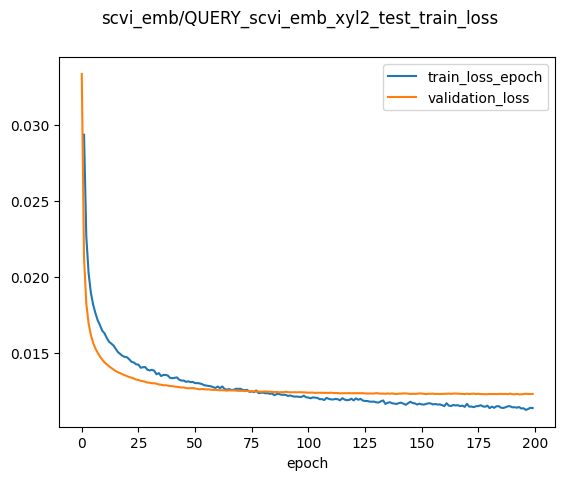 scvi_emb/QUERY_scvi_emb_xyl2_test_train_loss
train_loss_epoch
validation_loss
0.030
0.025
0.020
0.015
0 25 50 75 100 125 150 175 200
epoch